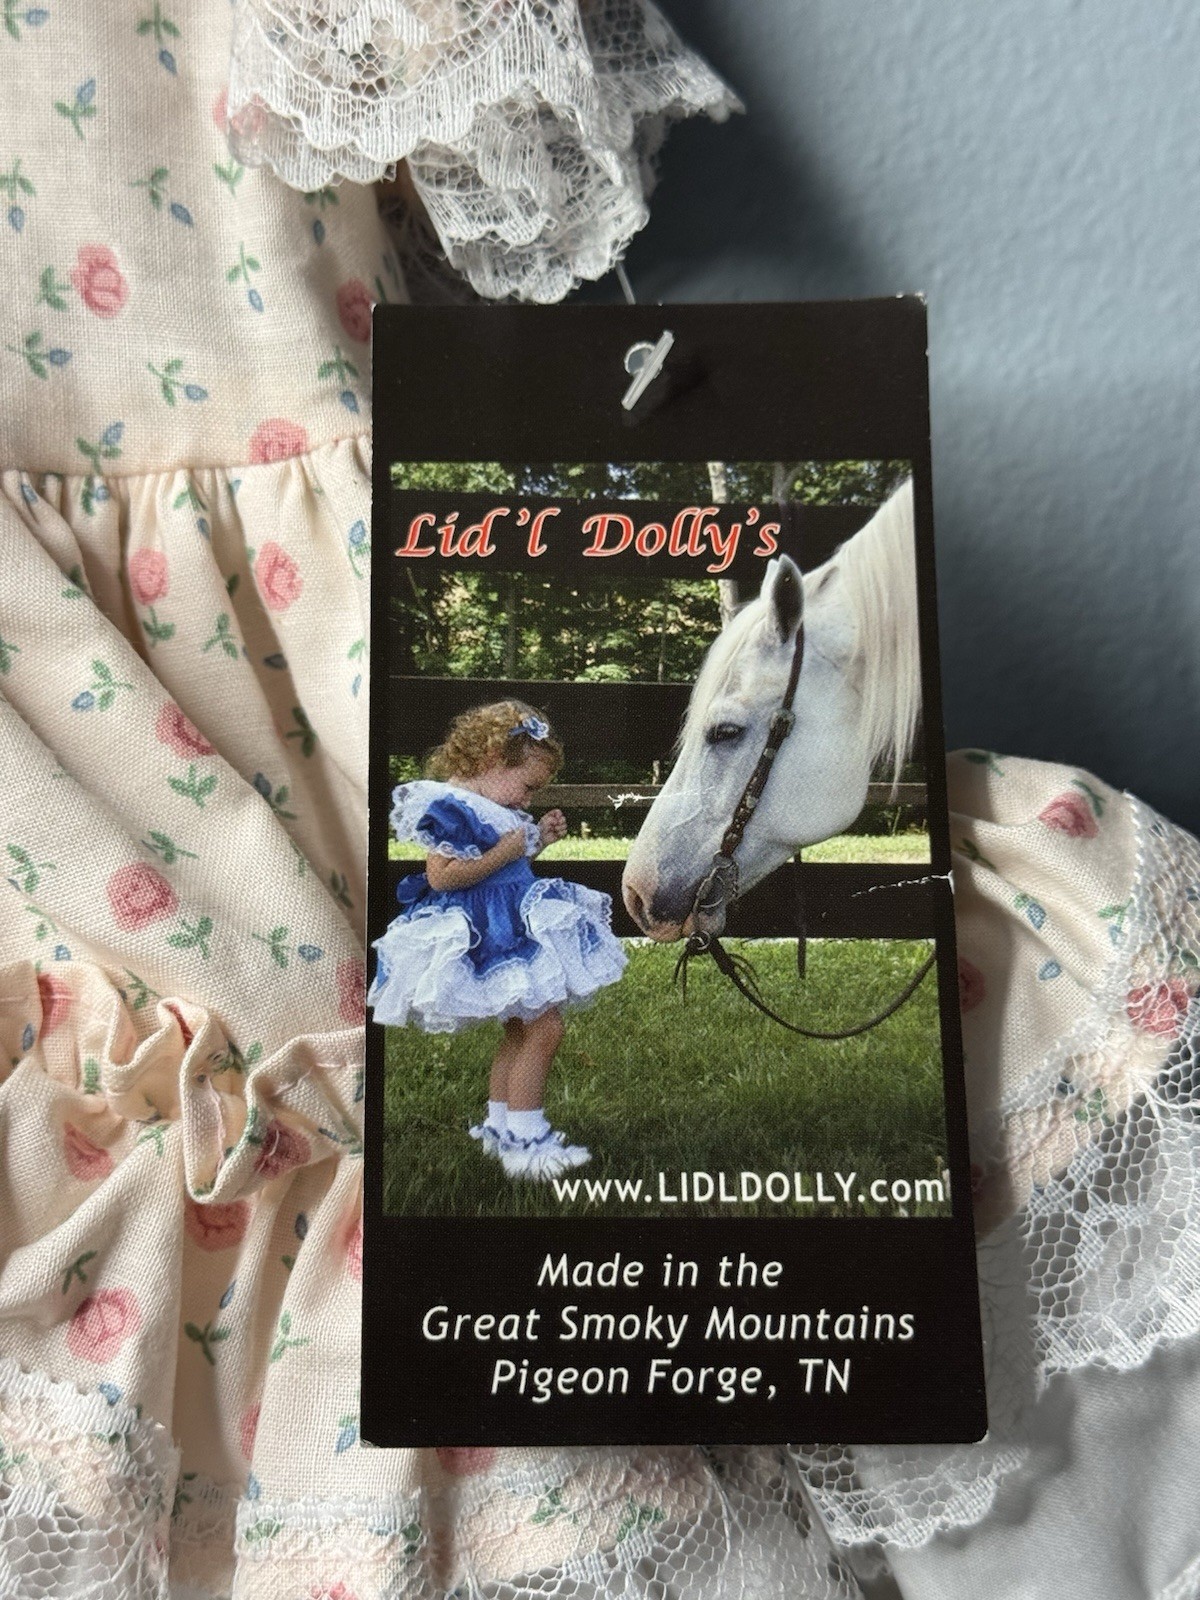 Lid'l Dolly's
www.LIDLDOLLY.com
Made in the
Great Smoky Mountains
Pigeon Forge, TN